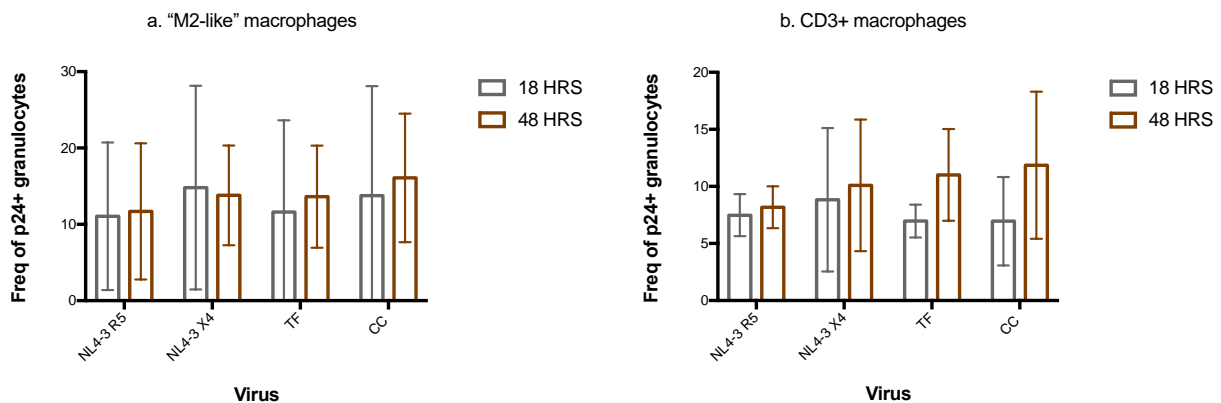 a. “M2-like” macrophages
Freq of p24+ granulocytes
30
20
10
0
NL4-3 R5
NL4-3 X4
TF
CC
Virus
18 HRS
48 HRS
b. CD3+ macrophages
Freq of p24+ granulocytes
20
15
10
5
0
NL4-3 R5
NL4-3 X4
TF
CC
Virus
18 HRS
48 HRS